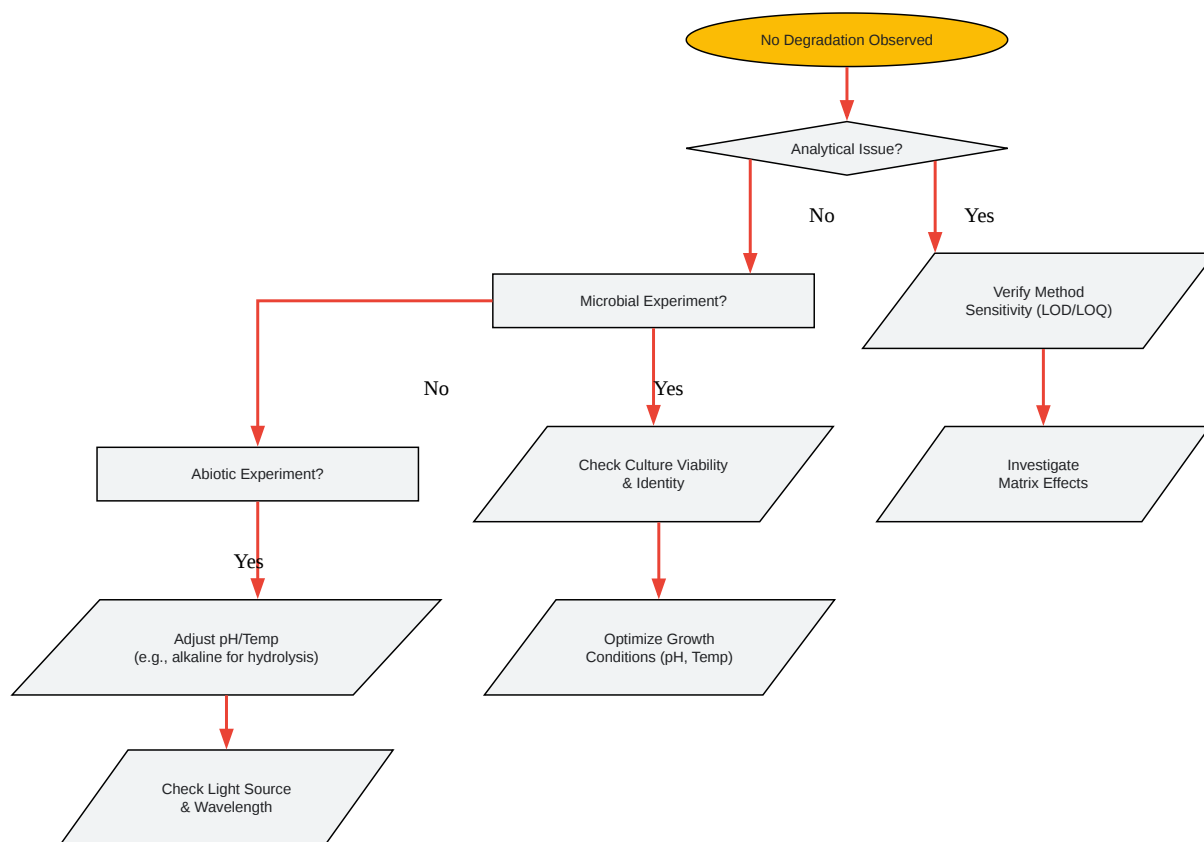 No Degradation Observed
Analytical Issue?
No
Yes
Verify Method
Sensitivity (LOD/LOQ)
Microbial Experiment?
No
Yes
Check Culture Viability
& Identity
Investigate
Matrix Effects
Abiotic Experiment?
Yes
Adjust pH/Temp
(e.g., alkaline for hydrolysis)
Optimize Growth
Conditions (pH, Temp)
Check Light Source
& Wavelength